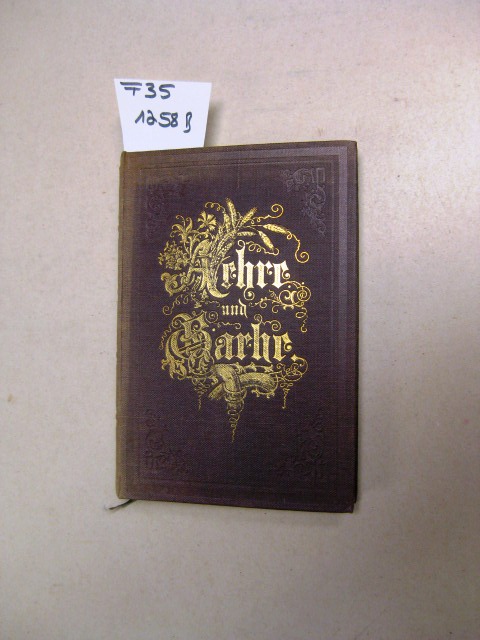 F35
1258 B
Aehre
und
Garbe.